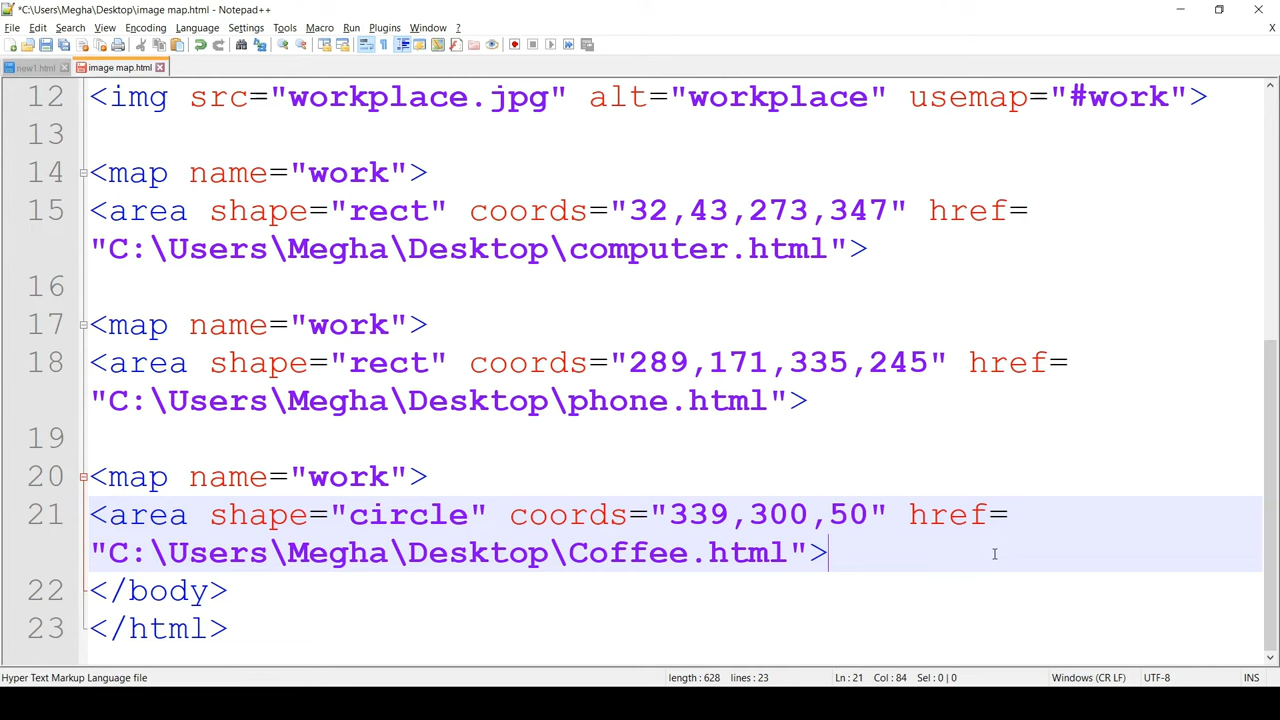 *C:\Users\Megha\Desktop\image map.html - Notepad++
File Edit Search View Encoding Language Settings Tools Macro Run Plugins Window ?
X
new1.html image map.html
12 <img src="workplace.jpg" alt="workplace" usemap="#work">
13
14 <map name="work">
15 <area shape="rect" coords="32,43,273,347" href=
"C:\Users\Megha\Desktop\computer.html">
16
17 <map name="work">
18 <area shape="rect" coords="289,171,335,245" href=
"C:\Users\Megha\Desktop\phone.html">
19
20 <map name="work">
21 <area shape="circle" coords="339,300,50" href=
"C:\Users\Megha\Desktop\Coffee.html">
22 </body>
23 </html>
Hyper Text Markup Language file length : 628 lines : 23 Ln : 21 Col : 84 Sel : 0 | 0 Windows (CR LF) UTF-8 INS